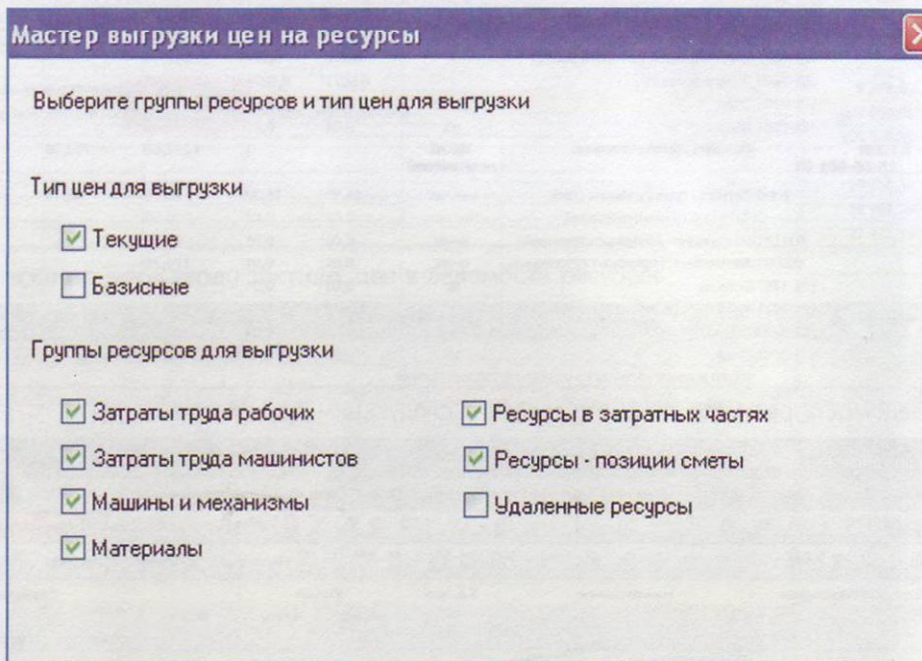 Мастер выгрузки цен на ресурсы
Выберите группы ресурсов и тип цен для выгрузки
Тип цен для выгрузки
Текущие
Базисные
Группы ресурсов для выгрузки
Затраты труда рабочих
Ресурсы в затратных частях
Затраты труда машинистов
Ресурсы - позиции сметы
Машины и механизмы
Удаленные ресурсы
Материалы